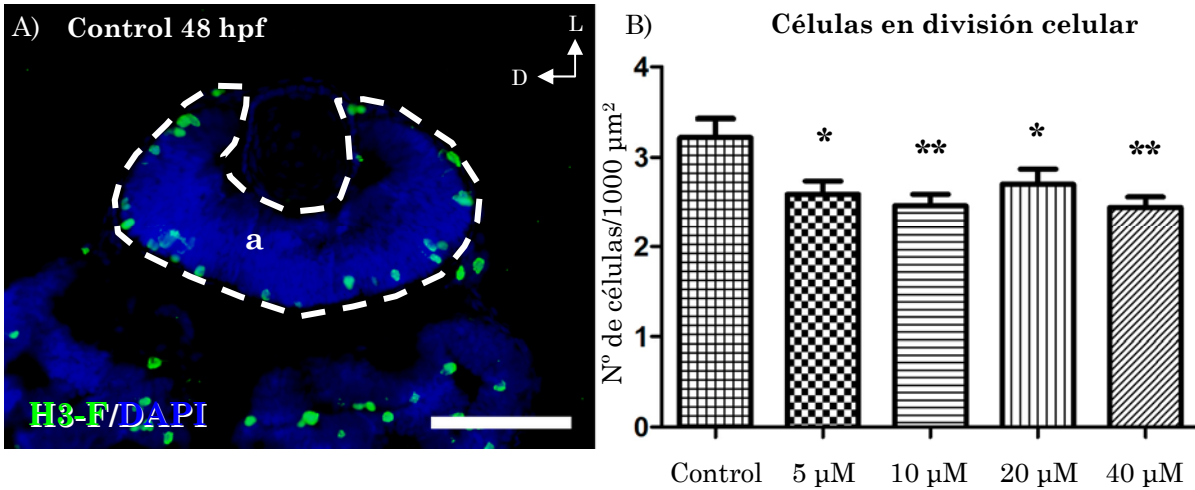 A) Control 48 hpf
L
D
a
H3-F/DAPI
B) Células en división celular
Nº de células/1000 µm²
4
3
2
1
0
*
**
*
**
Control 5 µM 10 µM 20 µM 40 µM